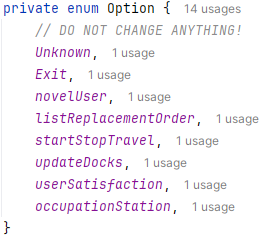 private enum Option { 14 usages
// DO NOT CHANGE ANYTHING!
Unknown, 1 usage
Exit, 1 usage
novelUser, 1 usage
listReplacementOrder, 1 usage
startStopTravel, 1 usage
updateDocks, 1 usage
userSatisfaction, 1 usage
occupationStation, 1 usage
}